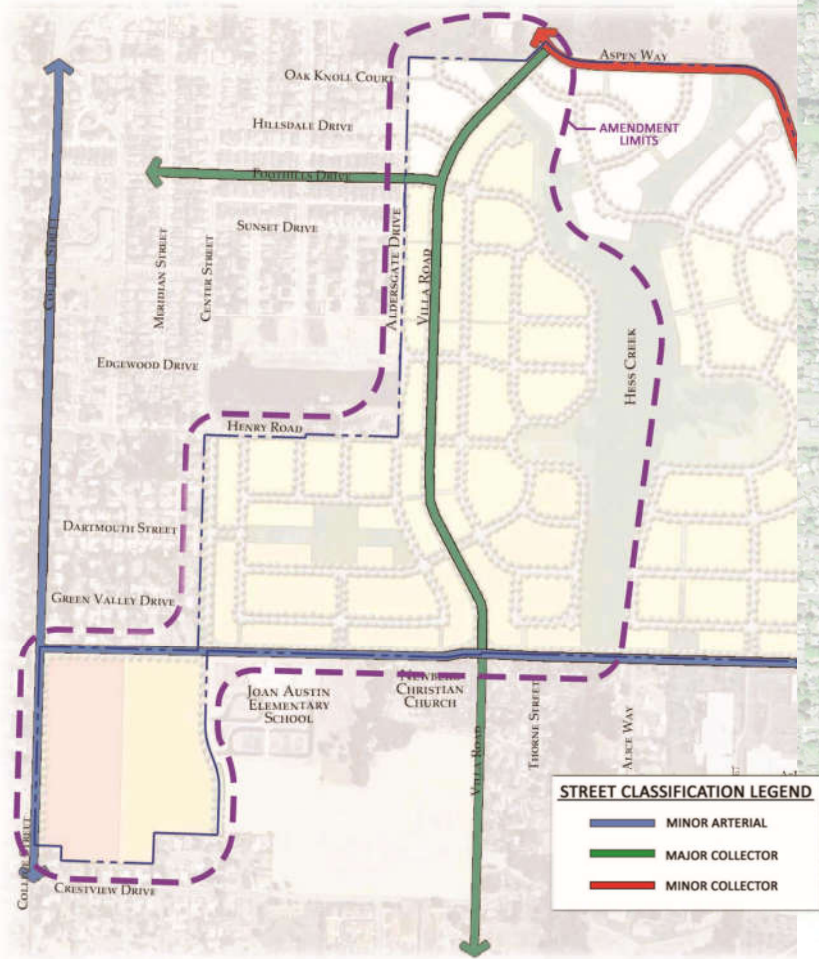 ASPEN WAY
OAK KNOLL COURT
AMENDMENT
LIMITS
HILLSDALE DRIVE
FOOTHILLS DRIVE
SUNSET DRIVE
COLLEGE STREET
MERIDIAN STREET
CENTER STREET
ALDERSGATE DRIVE
VILLA ROAD
HESS CREEK
EDGEWOOD DRIVE
HENRY ROAD
DARTMOUTH STREET
GREEN VALLEY DRIVE
JOAN AUSTIN
ELEMENTARY
SCHOOL
NEWBERG
CHRISTIAN
CHURCH
THORNE STREET
ALICE WAY
VILLA ROAD
COLLEGE STREET
CRESTVIEW DRIVE
STREET CLASSIFICATION LEGEND
MINOR ARTERIAL
MAJOR COLLECTOR
MINOR COLLECTOR